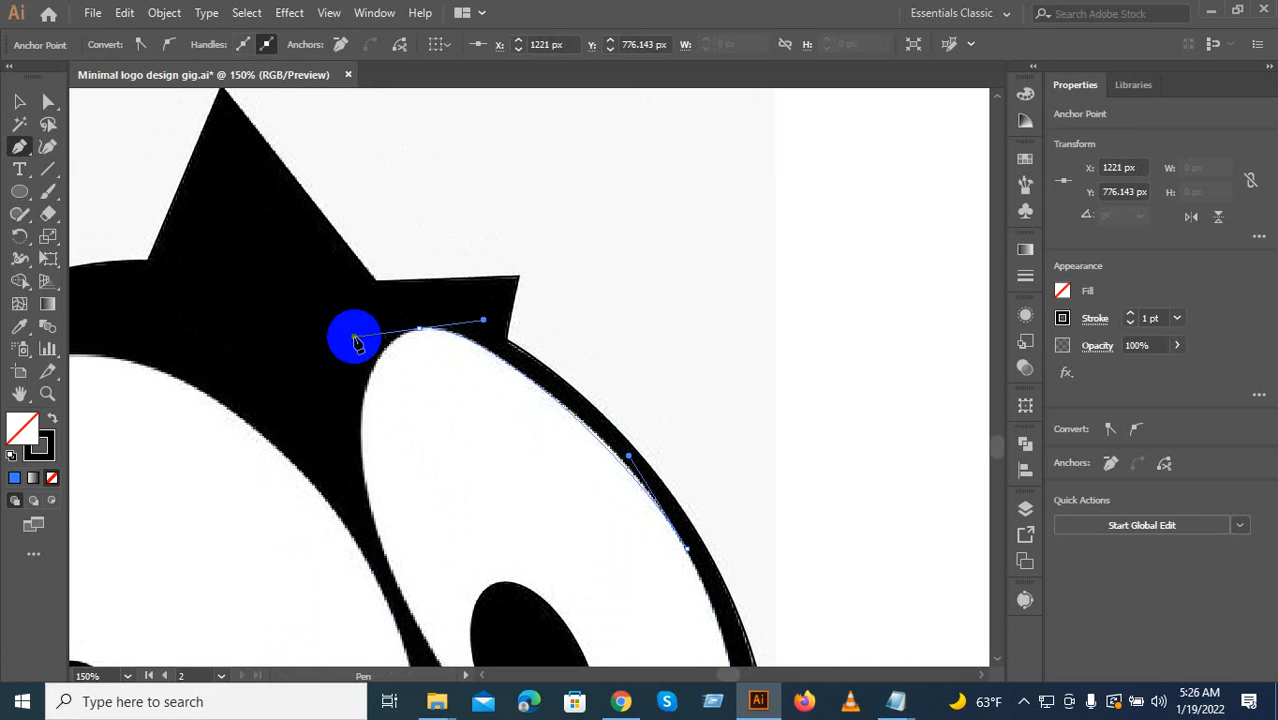 Ai File Edit Object Type Select Effect View Window Help Essentials Classic Search Adobe Stock
Anchor Point Convert: Handles: Anchors: X: 1221 px Y: 776.143 px W: H:
Minimal logo design gig.ai* @ 150% (RGB/Preview) ×
Properties Libraries
Anchor Point
Transform
X: 1221 px W:
Y: 776.143 px H:
Appearance
Fill
Stroke 1 pt
Opacity 100%
fx
Convert:
Anchors:
Quick Actions
Start Global Edit
150% 2 Pen
Type here to search
63°F
5:26 AM
1/19/2022